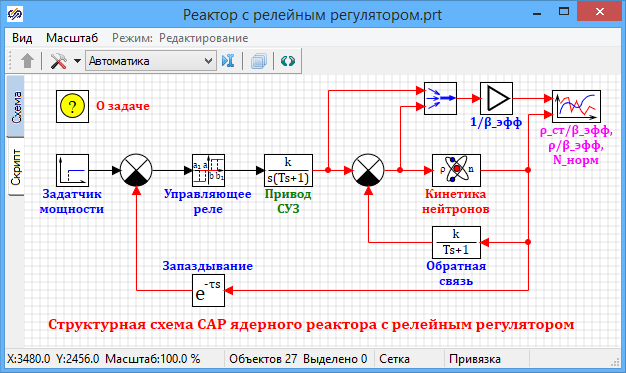 Реактор с релейным регулятором.prt
Вид Масштаб Режим: Редактирование
Автоматика
Схема
Скрипт
?
О задаче
1/β_эфф
ρ_ст/β_эфф,
ρ/β_эфф,
N_норм
Задатчик
мощности
a₁ a
b b₁
Управляющее
реле
k
s(Ts+1)
Привод
СУЗ
ρ n
Кинетика
нейтронов
k
Ts+1
Обратная
связь
Запаздывание
e^-τs
Структурная схема САР ядерного реактора с релейным регулятором
X:3480.0 Y:2456.0 Масштаб:100.0 % Объектов 27 Выделено 0 Сетка Привязка